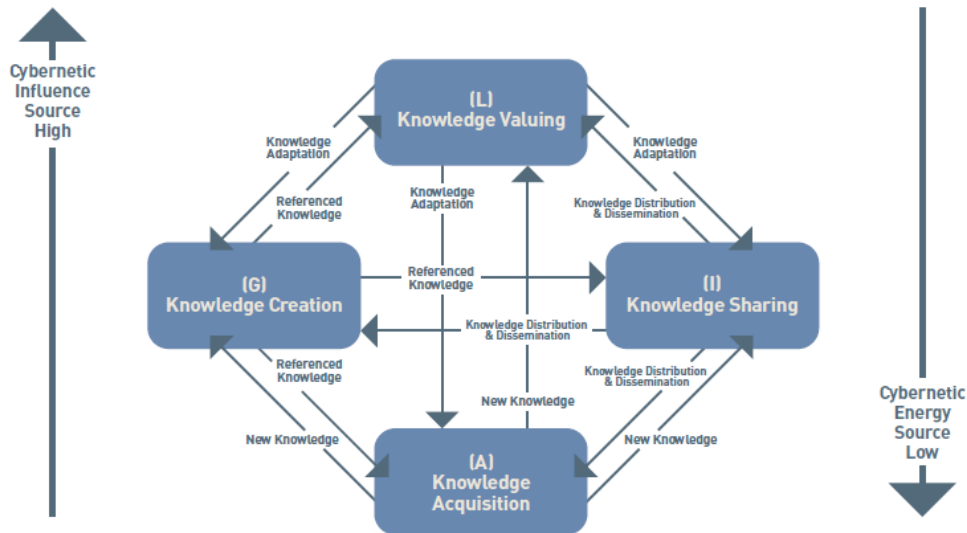 Cybernetic
Influence
Source
High
(L)
Knowledge Valuing
Knowledge
Adaptation
Referenced
Knowledge
Knowledge
Adaptation
Knowledge
Adaptation
Knowledge Distribution
& Dissemination
(G)
Knowledge Creation
Referenced
Knowledge
Knowledge Distribution
& Dissemination
(I)
Knowledge Sharing
Referenced
Knowledge
New Knowledge
New Knowledge
Knowledge Distribution
& Dissemination
New Knowledge
(A)
Knowledge
Acquisition
Cybernetic
Energy
Source
Low